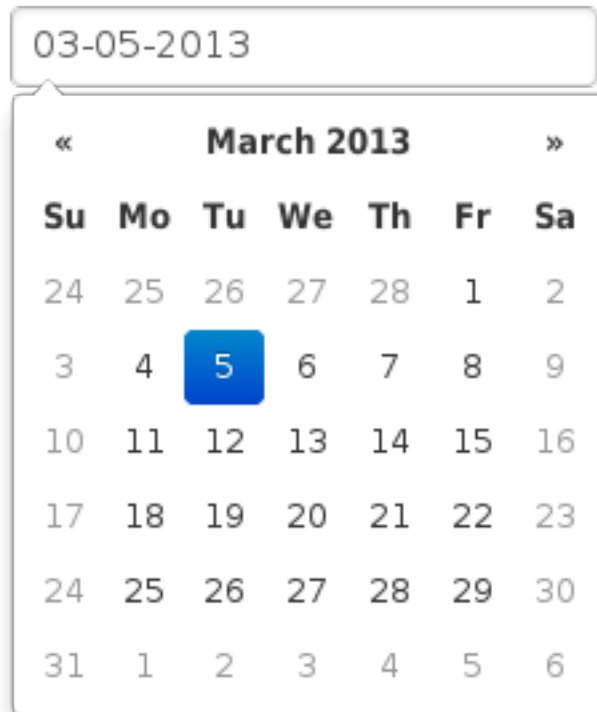 03-05-2013
« March 2013 »
Su Mo Tu We Th Fr Sa
24 25 26 27 28 1 2
3 4 5 6 7 8 9
10 11 12 13 14 15 16
17 18 19 20 21 22 23
24 25 26 27 28 29 30
31 1 2 3 4 5 6